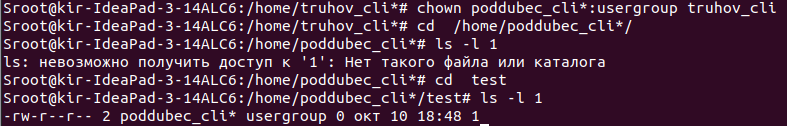 Sroot@kir-IdeaPad-3-14ALC6:/home/truhov_cli*# chown poddubec_cli*:usergroup truhov_cli
Sroot@kir-IdeaPad-3-14ALC6:/home/truhov_cli*# cd  /home/poddubec_cli*/
Sroot@kir-IdeaPad-3-14ALC6:/home/poddubec_cli*# ls -l 1
ls: невозможно получить доступ к '1': Нет такого файла или каталога
Sroot@kir-IdeaPad-3-14ALC6:/home/poddubec_cli*# cd  test
Sroot@kir-IdeaPad-3-14ALC6:/home/poddubec_cli*/test# ls -l 1
-rw-r--r-- 2 poddubec_cli* usergroup 0 окт 10 18:48 1